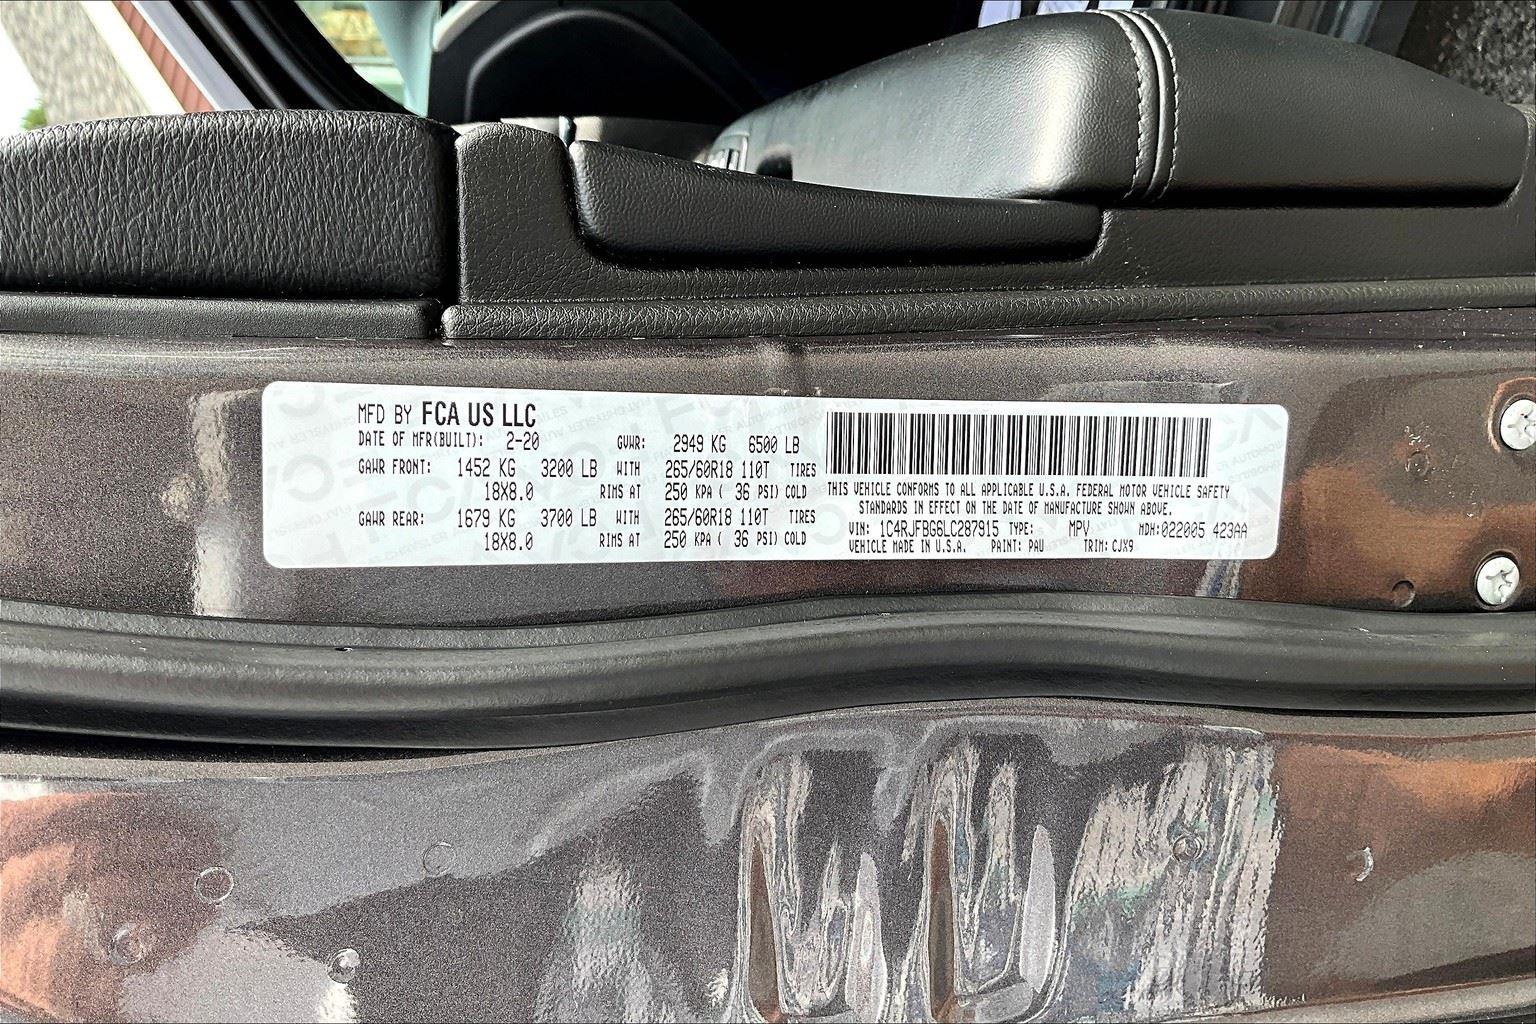 MFD BY FCA US LLC
DATE OF MFR(BUILT): 2-20 GVWR: 2949 KG 6500 LB
GAWR FRONT: 1452 KG 3200 LB WITH 265/60R18 110T TIRES
18X8.0 RIMS AT 250 KPA ( 36 PSI) COLD
GAWR REAR: 1679 KG 3700 LB WITH 265/60R18 110T TIRES
18X8.0 RIMS AT 250 KPA ( 36 PSI) COLD
THIS VEHICLE CONFORMS TO ALL APPLICABLE U.S.A. FEDERAL MOTOR VEHICLE SAFETY
STANDARDS IN EFFECT ON THE DATE OF MANUFACTURE SHOWN ABOVE.
VIN: 1C4RJFBG6LC287915 TYPE: MPV MDH:022005 423AA
VEHICLE MADE IN U.S.A. PAINT: PAU TRIM: CJX9